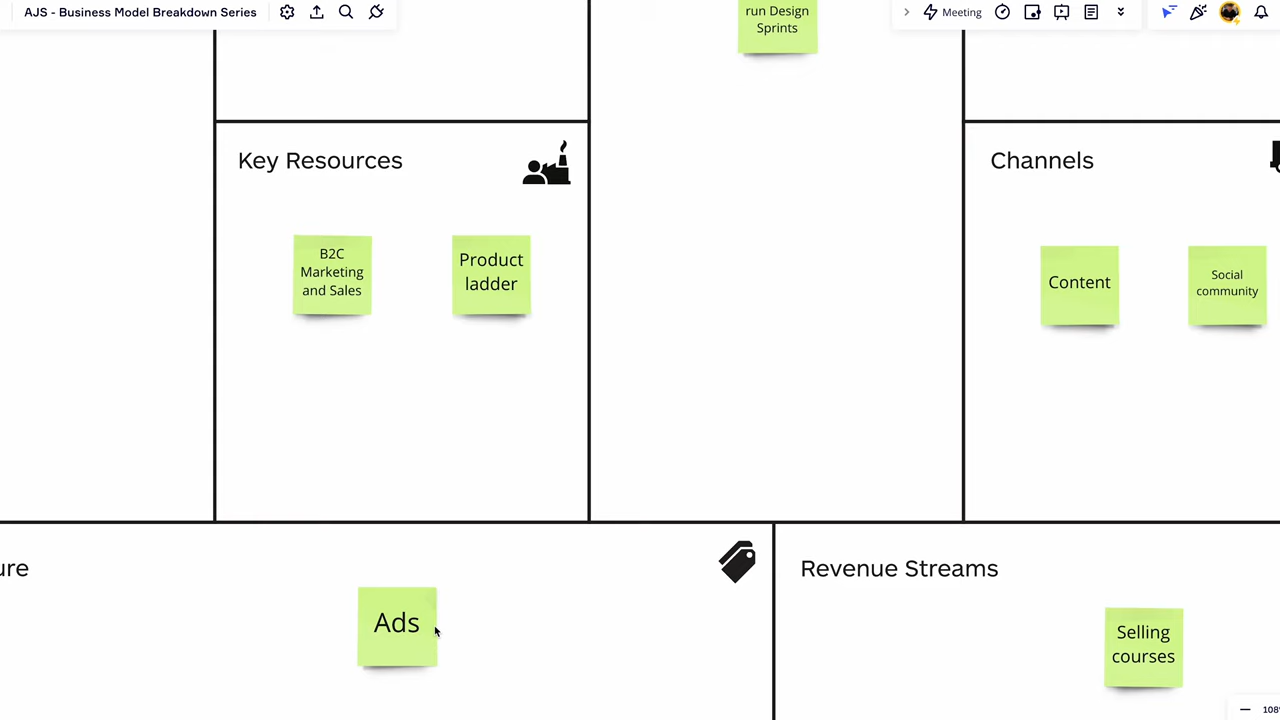 AJS - Business Model Breakdown Series
Meeting
run Design
Sprints
Key Resources
Channels
B2C
Marketing
and Sales
Product
ladder
Content
Social
community
ure
Revenue Streams
Ads
Selling
courses